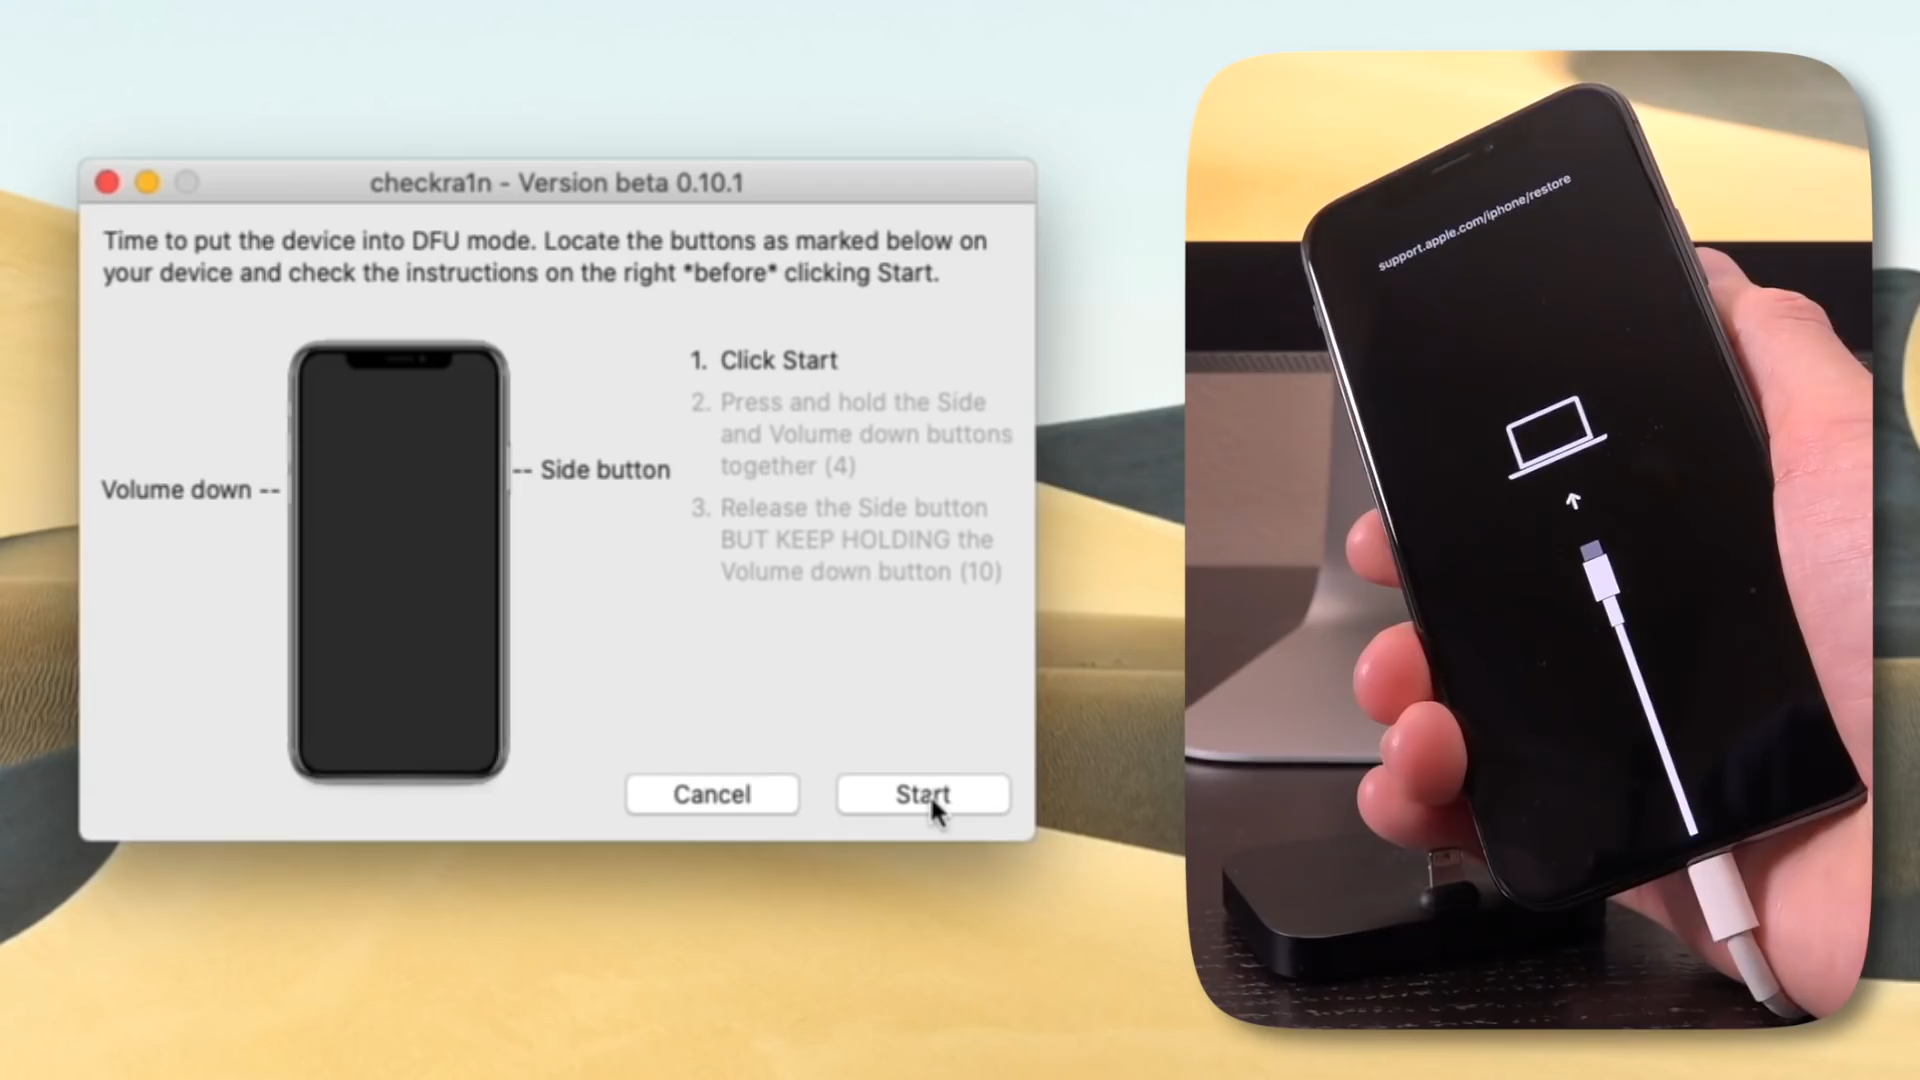 checkra1n - Version beta 0.10.1
Time to put the device into DFU mode. Locate the buttons as marked below on
your device and check the instructions on the right *before* clicking Start.
Volume down --
-- Side button
1. Click Start
2. Press and hold the Side
and Volume down buttons
together (4)
3. Release the Side button
BUT KEEP HOLDING the
Volume down button (10)
Cancel
Start
support.apple.com/iphone/restore